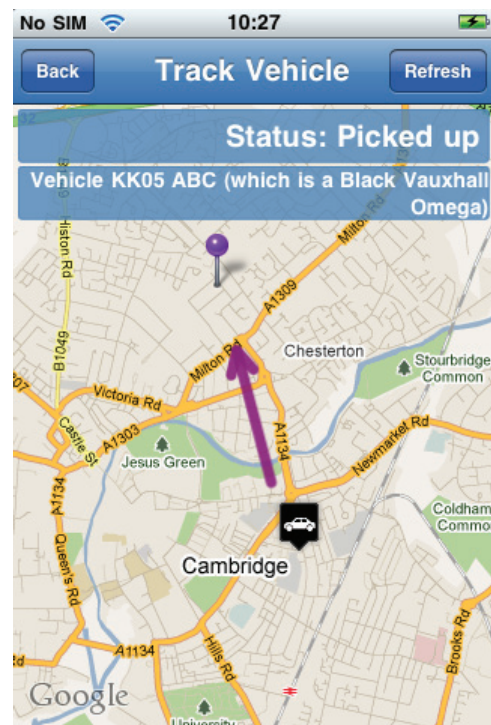 No SIM
10:27
Back
Track Vehicle
Refresh
Status: Picked up
Vehicle KK05 ABC (which is a Black Vauxhall
Omega)
Histon Rd
Milton
A1309
B1049
Milton Rd
Chesterton
Stourbridge
Common
Victoria Rd
A1303
Castle St
Jesus Green
A1134
Newmarket Rd
A1134
Coldham
Commo
Cambridge
Queen's Rd
Brooks Rd
A1134
Hills Rd
Google
University